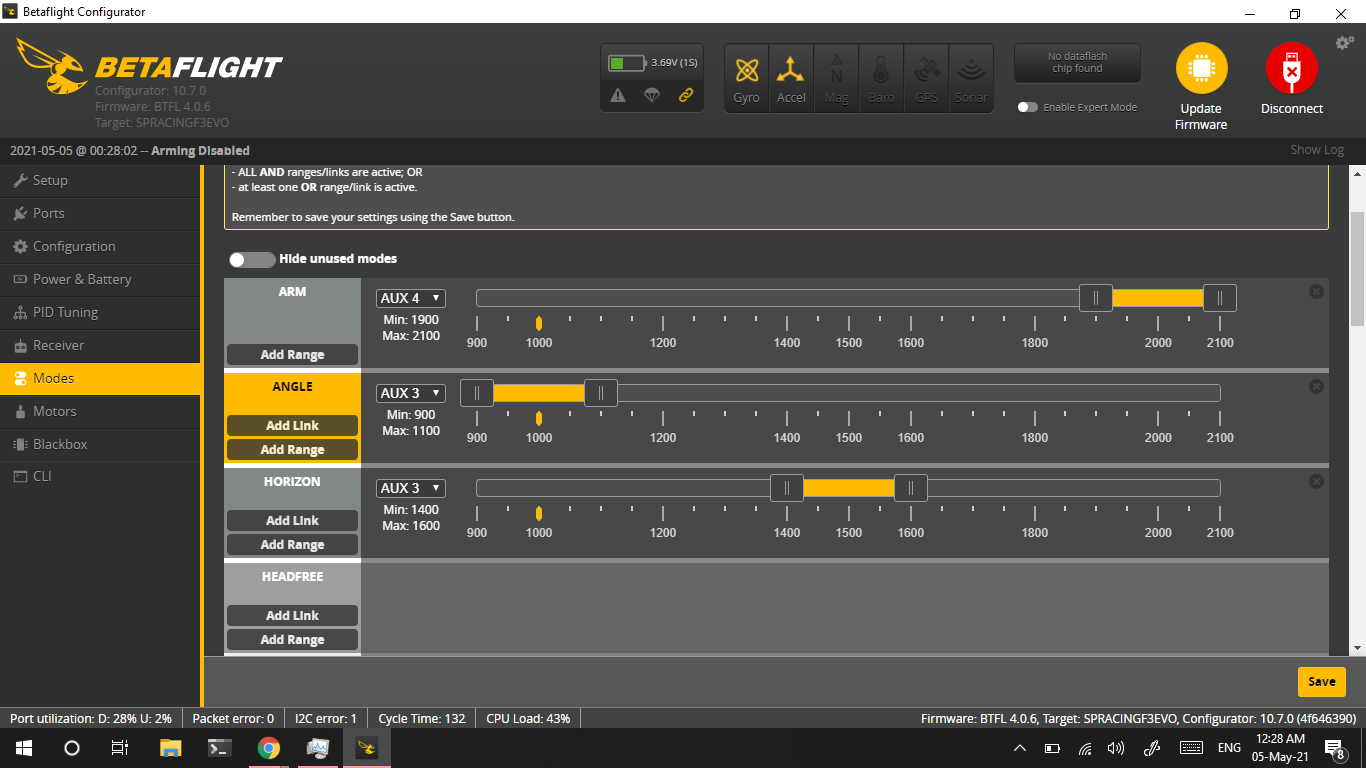 Betaflight Configurator
BETAFLIGHT
Configurator: 10.7.0
Firmware: BTFL 4.0.6
Target: SPRACINGF3EVO
3.69V (1S)
Gyro Accel Mag Baro GPS Sonar
No dataflash
chip found
Enable Expert Mode
Update
Firmware
Disconnect
2021-05-05 @ 00:28:02 -- Arming Disabled
Show Log
Setup
Ports
Configuration
Power & Battery
PID Tuning
Receiver
Modes
Motors
Blackbox
CLI
- ALL AND ranges/links are active; OR
- at least one OR range/link is active.
Remember to save your settings using the Save button.
Hide unused modes
ARM
Add Range
AUX 4
Min: 1900
Max: 2100
900 1000 1200 1400 1500 1600 1800 2000 2100
ANGLE
Add Link
Add Range
AUX 3
Min: 900
Max: 1100
900 1000 1200 1400 1500 1600 1800 2000 2100
HORIZON
Add Link
Add Range
AUX 3
Min: 1400
Max: 1600
900 1000 1200 1400 1500 1600 1800 2000 2100
HEADFREE
Add Link
Add Range
Save
Port utilization: D: 28% U: 2% Packet error: 0 I2C error: 1 Cycle Time: 132 CPU Load: 43% Firmware: BTFL 4.0.6, Target: SPRACINGF3EVO, Configurator: 10.7.0 (4f646390)
ENG
12:28 AM
05-May-21
8